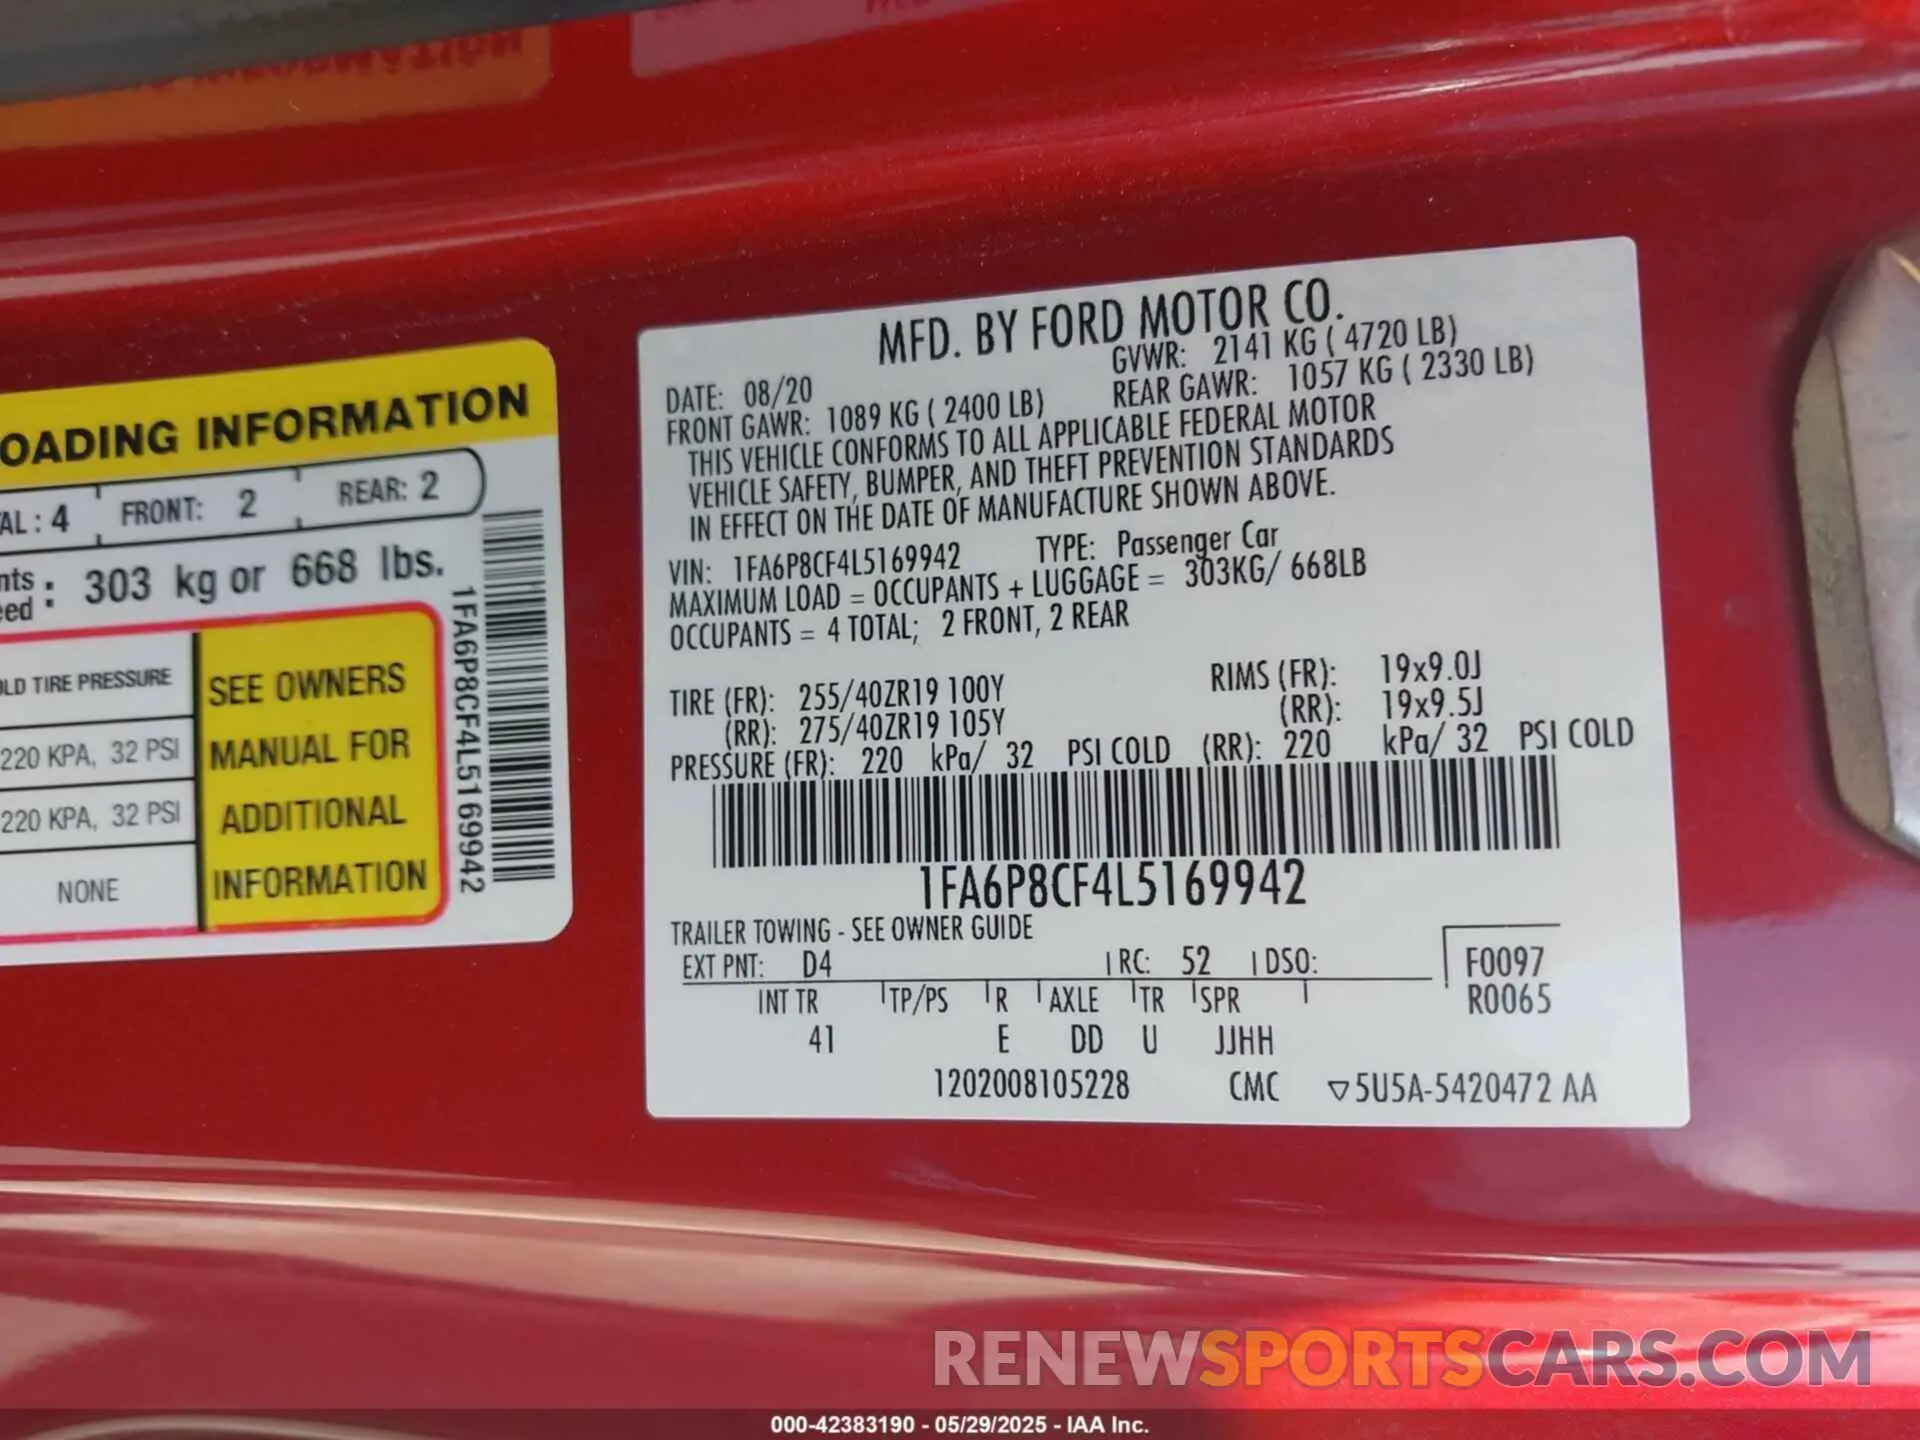 OADING INFORMATION
AL : 4 FRONT: 2 REAR: 2
nts
eed : 303 kg or 668 lbs.
OLD TIRE PRESSURE
220 KPA, 32 PSI
220 KPA, 32 PSI
NONE
SEE OWNERS
MANUAL FOR
ADDITIONAL
INFORMATION
1FA6P8CF4L5169942
MFD. BY FORD MOTOR CO.
DATE: 08/20 GVWR: 2141 KG ( 4720 LB)
FRONT GAWR: 1089 KG ( 2400 LB) REAR GAWR: 1057 KG ( 2330 LB)
THIS VEHICLE CONFORMS TO ALL APPLICABLE FEDERAL MOTOR
VEHICLE SAFETY, BUMPER, AND THEFT PREVENTION STANDARDS
IN EFFECT ON THE DATE OF MANUFACTURE SHOWN ABOVE.
VIN: 1FA6P8CF4L5169942 TYPE: Passenger Car
MAXIMUM LOAD = OCCUPANTS + LUGGAGE = 303KG/ 668LB
OCCUPANTS = 4 TOTAL; 2 FRONT, 2 REAR
TIRE (FR): 255/40ZR19 100Y RIMS (FR): 19x9.0J
(RR): 275/40ZR19 105Y (RR): 19x9.5J
PRESSURE (FR): 220 kPa/ 32 PSI COLD (RR): 220 kPa/ 32 PSI COLD
1FA6P8CF4L5169942
TRAILER TOWING - SEE OWNER GUIDE
EXT PNT: D4 RC: 52 DSO: F0097
INT TR TP/PS R AXLE TR SPR R0065
41 E DD U JJHH
1202008105228 CMC ▽5U5A-5420472 AA
RENEWSPORTSCARS.COM
000-42383190 - 05/29/2025 - IAA Inc.